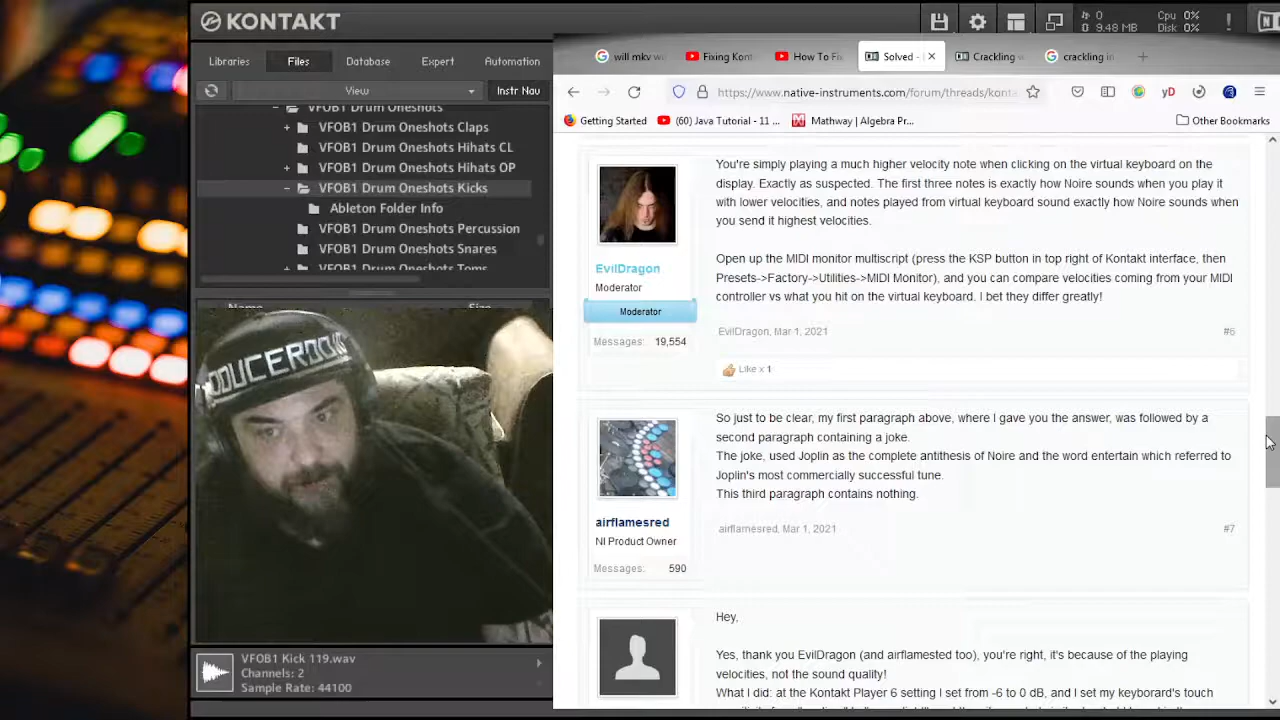 KONTAKT
0
9.48 MB
Cpu 0%
Disk 0%
!
Libraries
Files
Database
Expert
Automation
View
Instr Nav
VFOB1 Drum Oneshots
VFOB1 Drum Oneshots Claps
VFOB1 Drum Oneshots Hihats CL
VFOB1 Drum Oneshots Hihats OP
VFOB1 Drum Oneshots Kicks
Ableton Folder Info
VFOB1 Drum Oneshots Percussion
VFOB1 Drum Oneshots Snares
VFOB1 Drum Oneshots Toms
Name
Size
VFOB1 Kick 119.wav
Channels: 2
Sample Rate: 44100
will mkv w
Fixing Kont
How To Fi
Solved -
Crackling w
crackling in
https://www.native-instruments.com/forum/threads/konta
yD
Getting Started
(60) Java Tutorial - 11 ...
Mathway | Algebra Pr...
Other Bookmarks
EvilDragon
Moderator
Moderator
Messages: 19,554
You're simply playing a much higher velocity note when clicking on the virtual keyboard on the
display. Exactly as suspected. The first three notes is exactly how Noire sounds when you play it
with lower velocities, and notes played from virtual keyboard sound exactly how Noire sounds when
you send it highest velocities.
Open up the MIDI monitor multiscript (press the KSP button in top right of Kontakt interface, then
Presets->Factory->Utilities->MIDI Monitor), and you can compare velocities coming from your MIDI
controller vs what you hit on the virtual keyboard. I bet they differ greatly!
EvilDragon, Mar 1, 2021
#6
Like x 1
airflamesred
NI Product Owner
Messages: 590
So just to be clear, my first paragraph above, where I gave you the answer, was followed by a
second paragraph containing a joke.
The joke, used Joplin as the complete antithesis of Noire and the word entertain which referred to
Joplin's most commercially successful tune.
This third paragraph contains nothing.
airflamesred, Mar 1, 2021
#7
Hey,
Yes, thank you EvilDragon (and airflamested too), you're right, it's because of the playing
velocities, not the sound quality!
What I did: at the Kontakt Player 6 setting I set from -6 to 0 dB, and I set my keyboard's touch